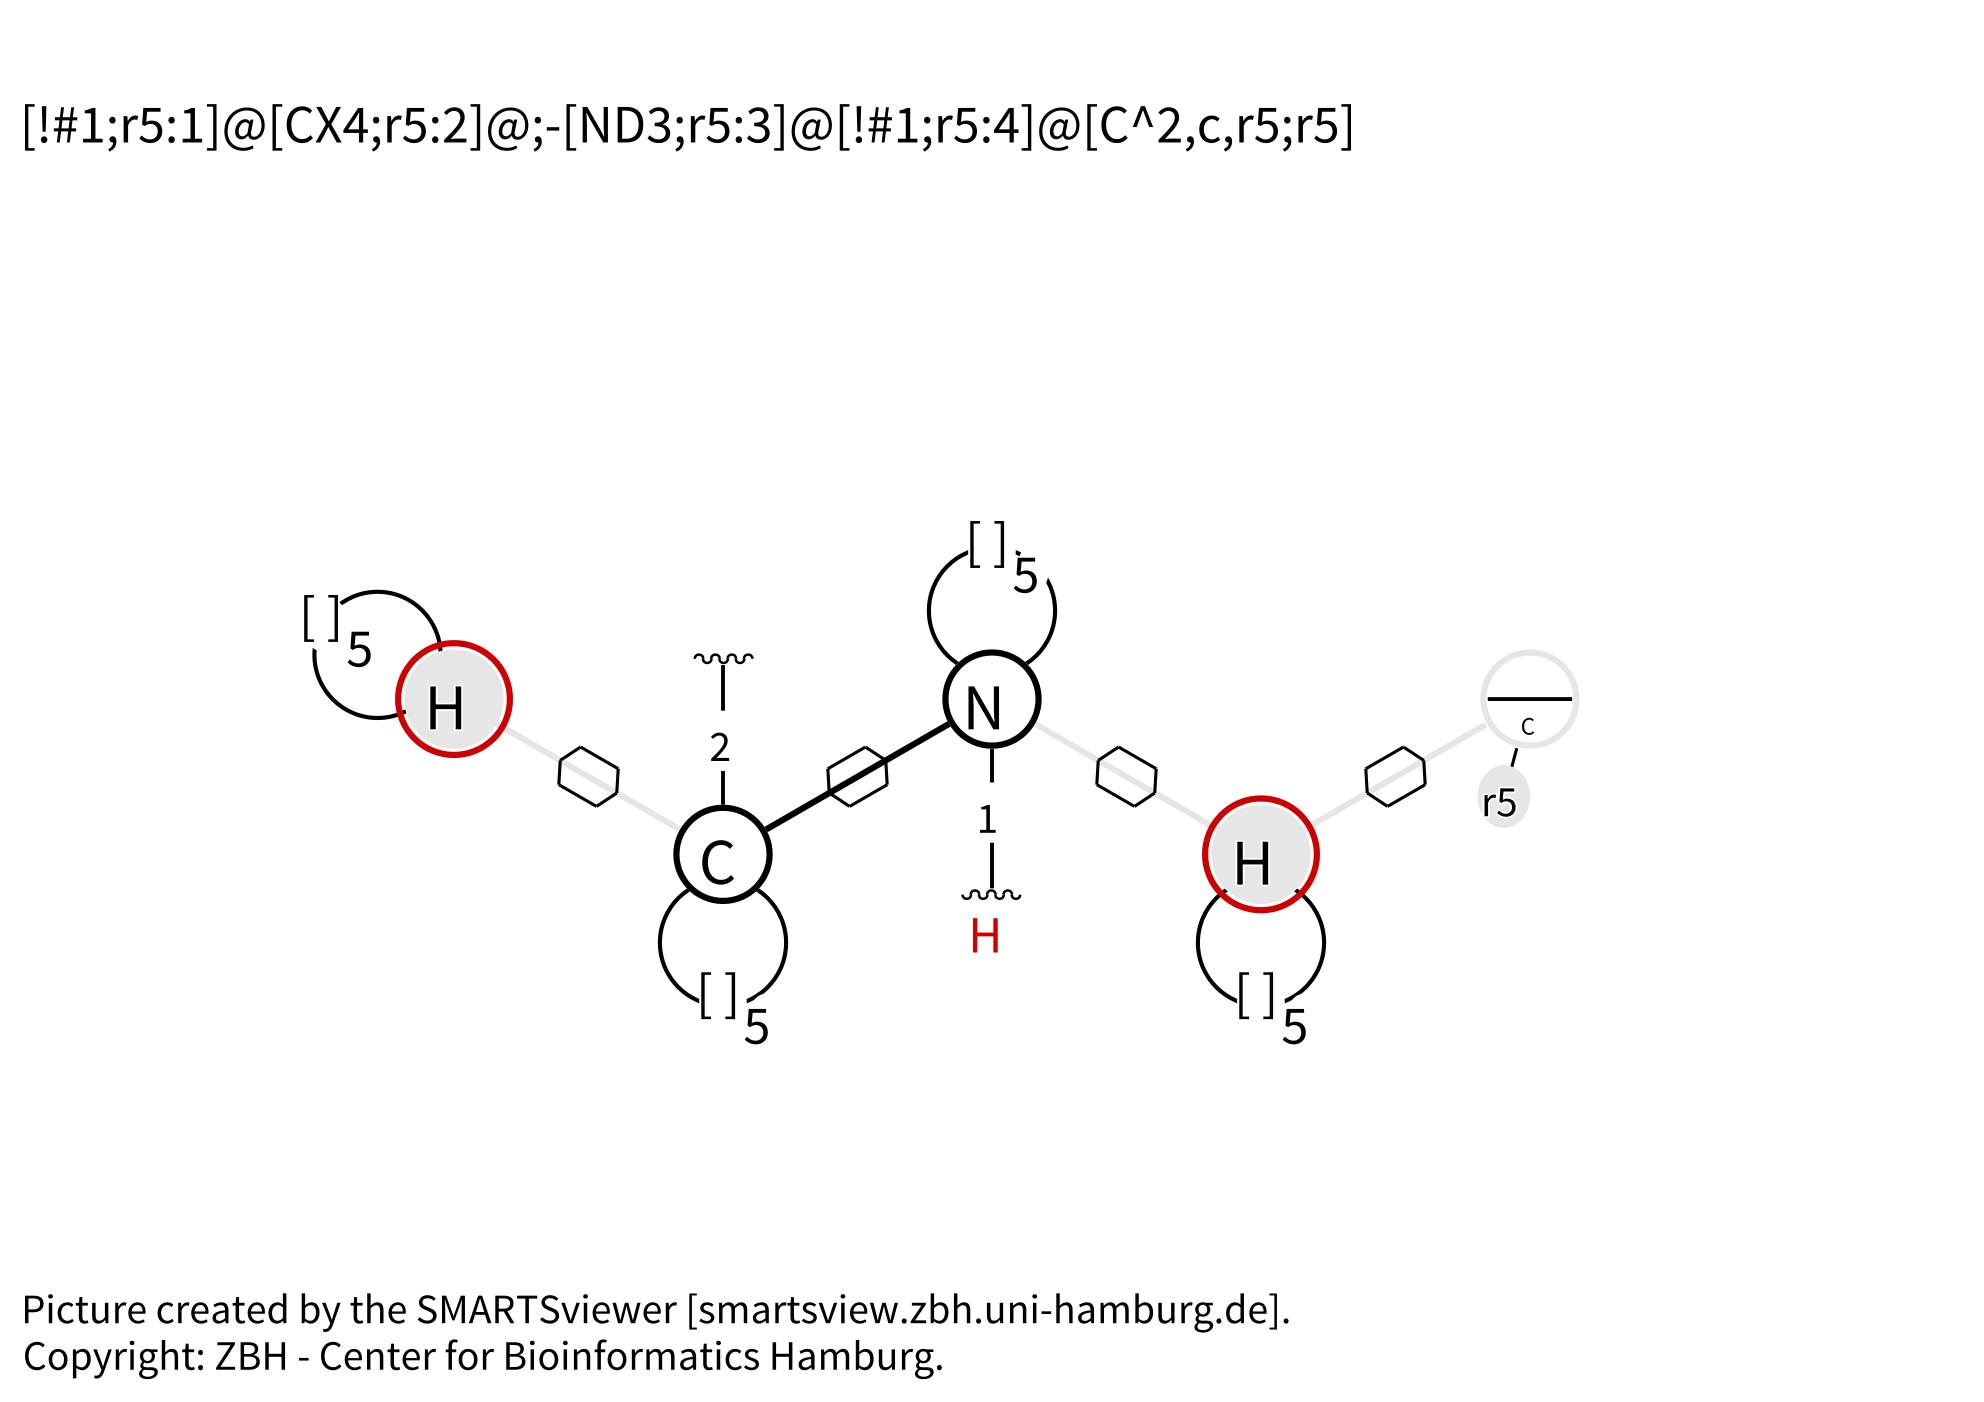 [!#1;r5:1]@[CX4;r5:2]@;-[ND3;r5:3]@[!#1;r5:4]@[C^2,c,r5;r5]
[ ]5
[ ]5
H
2
N
C
r5
C
1
H
H
[ ]5
[ ]5
Picture created by the SMARTSviewer [smartsview.zbh.uni-hamburg.de].
Copyright: ZBH - Center for Bioinformatics Hamburg.